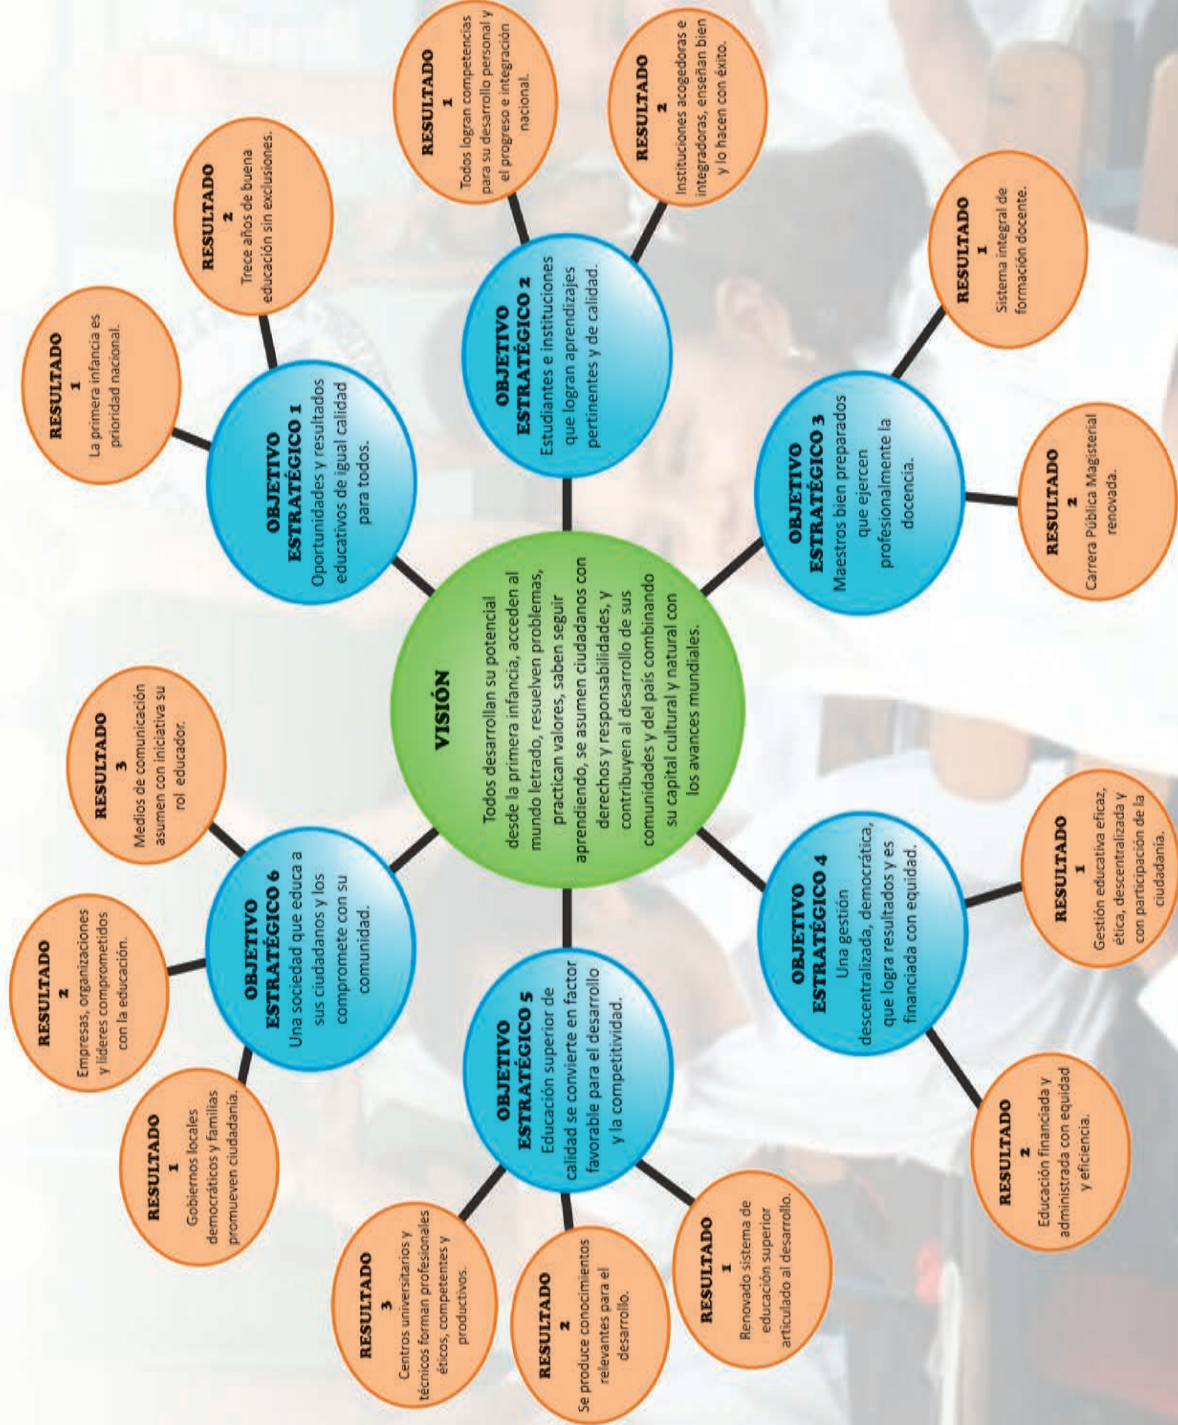 VISIÓN
Todos desarrollan su potencial
desde la primera infancia, acceden al
mundo letrado, resuelven problemas,
practican valores, saben seguir
aprendiendo, se asumen ciudadanos con
derechos y responsabilidades, y
contribuyen al desarrollo de sus
comunidades y del país combinando
su capital cultural y natural con
los avances mundiales.
OBJETIVO
ESTRATÉGICO 1
Oportunidades y resultados
educativos de igual calidad
para todos.
RESULTADO
1
La primera infancia es
prioridad nacional.
RESULTADO
2
Trece años de buena
educación sin exclusiones.
OBJETIVO
ESTRATÉGICO 2
Estudiantes e instituciones
que logran aprendizajes
pertinentes y de calidad.
RESULTADO
1
Todos logran competencias
para su desarrollo personal y
el progreso e integración
nacional.
RESULTADO
2
Instituciones acogedoras e
integradoras, enseñan bien
y lo hacen con éxito.
OBJETIVO
ESTRATÉGICO 3
Maestros bien preparados
que ejercen
profesionalmente la
docencia.
RESULTADO
1
Sistema integral de
formación docente.
RESULTADO
2
Carrera Pública Magisterial
renovada.
OBJETIVO
ESTRATÉGICO 4
Una gestión
descentralizada, democrática,
que logra resultados y es
financiada con equidad.
RESULTADO
1
Gestión educativa eficaz,
ética, descentralizada y
con participación de la
ciudadanía.
RESULTADO
2
Educación financiada y
administrada con equidad
y eficiencia.
OBJETIVO
ESTRATÉGICO 5
Educación superior de
calidad se convierte en factor
favorable para el desarrollo
y la competitividad.
RESULTADO
1
Renovado sistema de
educación superior
articulado al desarrollo.
RESULTADO
2
Se produce conocimientos
relevantes para el
desarrollo.
RESULTADO
3
Centros universitarios y
técnicos forman profesionales
éticos, competentes y
productivos.
OBJETIVO
ESTRATÉGICO 6
Una sociedad que educa a
sus ciudadanos y los
compromete con su
comunidad.
RESULTADO
1
Gobiernos locales
democráticos y familias
promueven ciudadanía.
RESULTADO
2
Empresas, organizaciones
y líderes comprometidos
con la educación.
RESULTADO
3
Medios de comunicación
asumen con iniciativa su
rol educador.